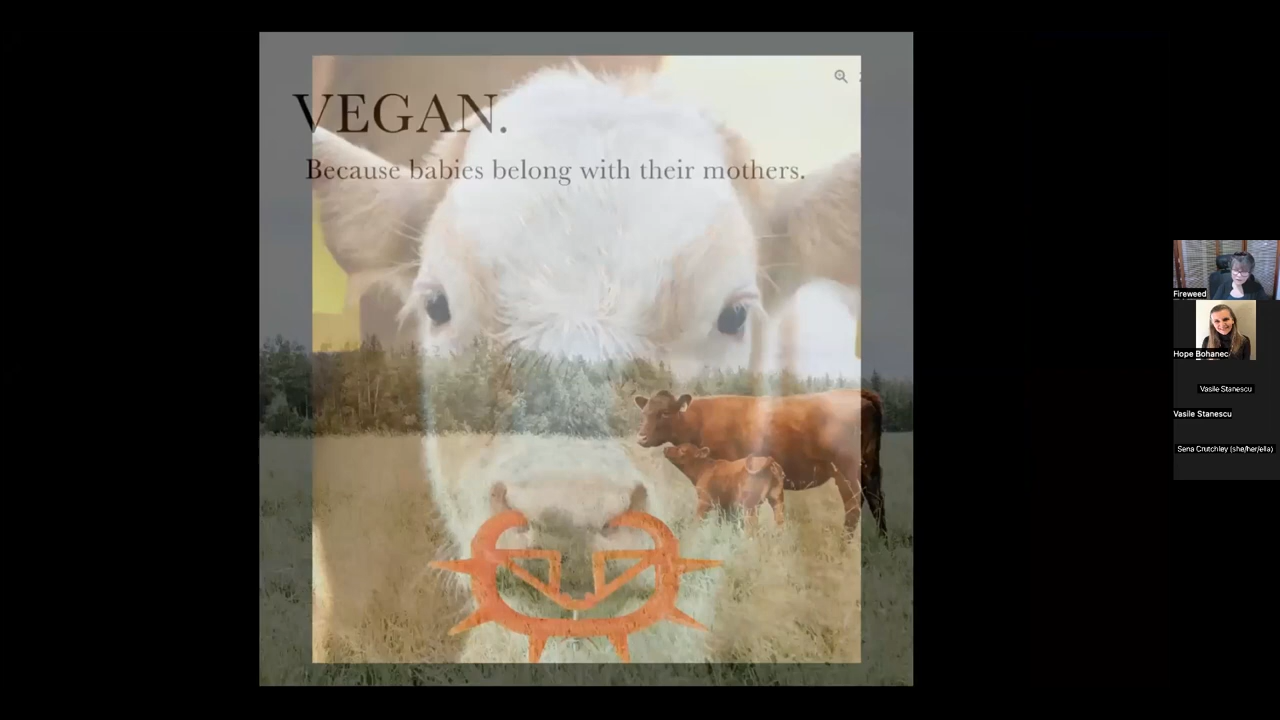 VEGAN.
Because babies belong with their mothers.
Fireweed
Hope Bohanec
Vasile Stanescu
Vasile Stanescu
Sena Crutchley (she/her/ella)